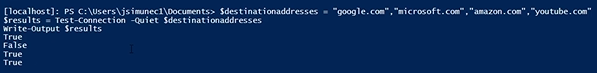 [localhost]: PS C:\Users\jsimunec1\Documents> $destinationaddresses = "google.com","microsoft.com","amazon.com","youtube.com"
$results = Test-Connection -Quiet $destinationaddresses
Write-Output $results
True
False
True
True